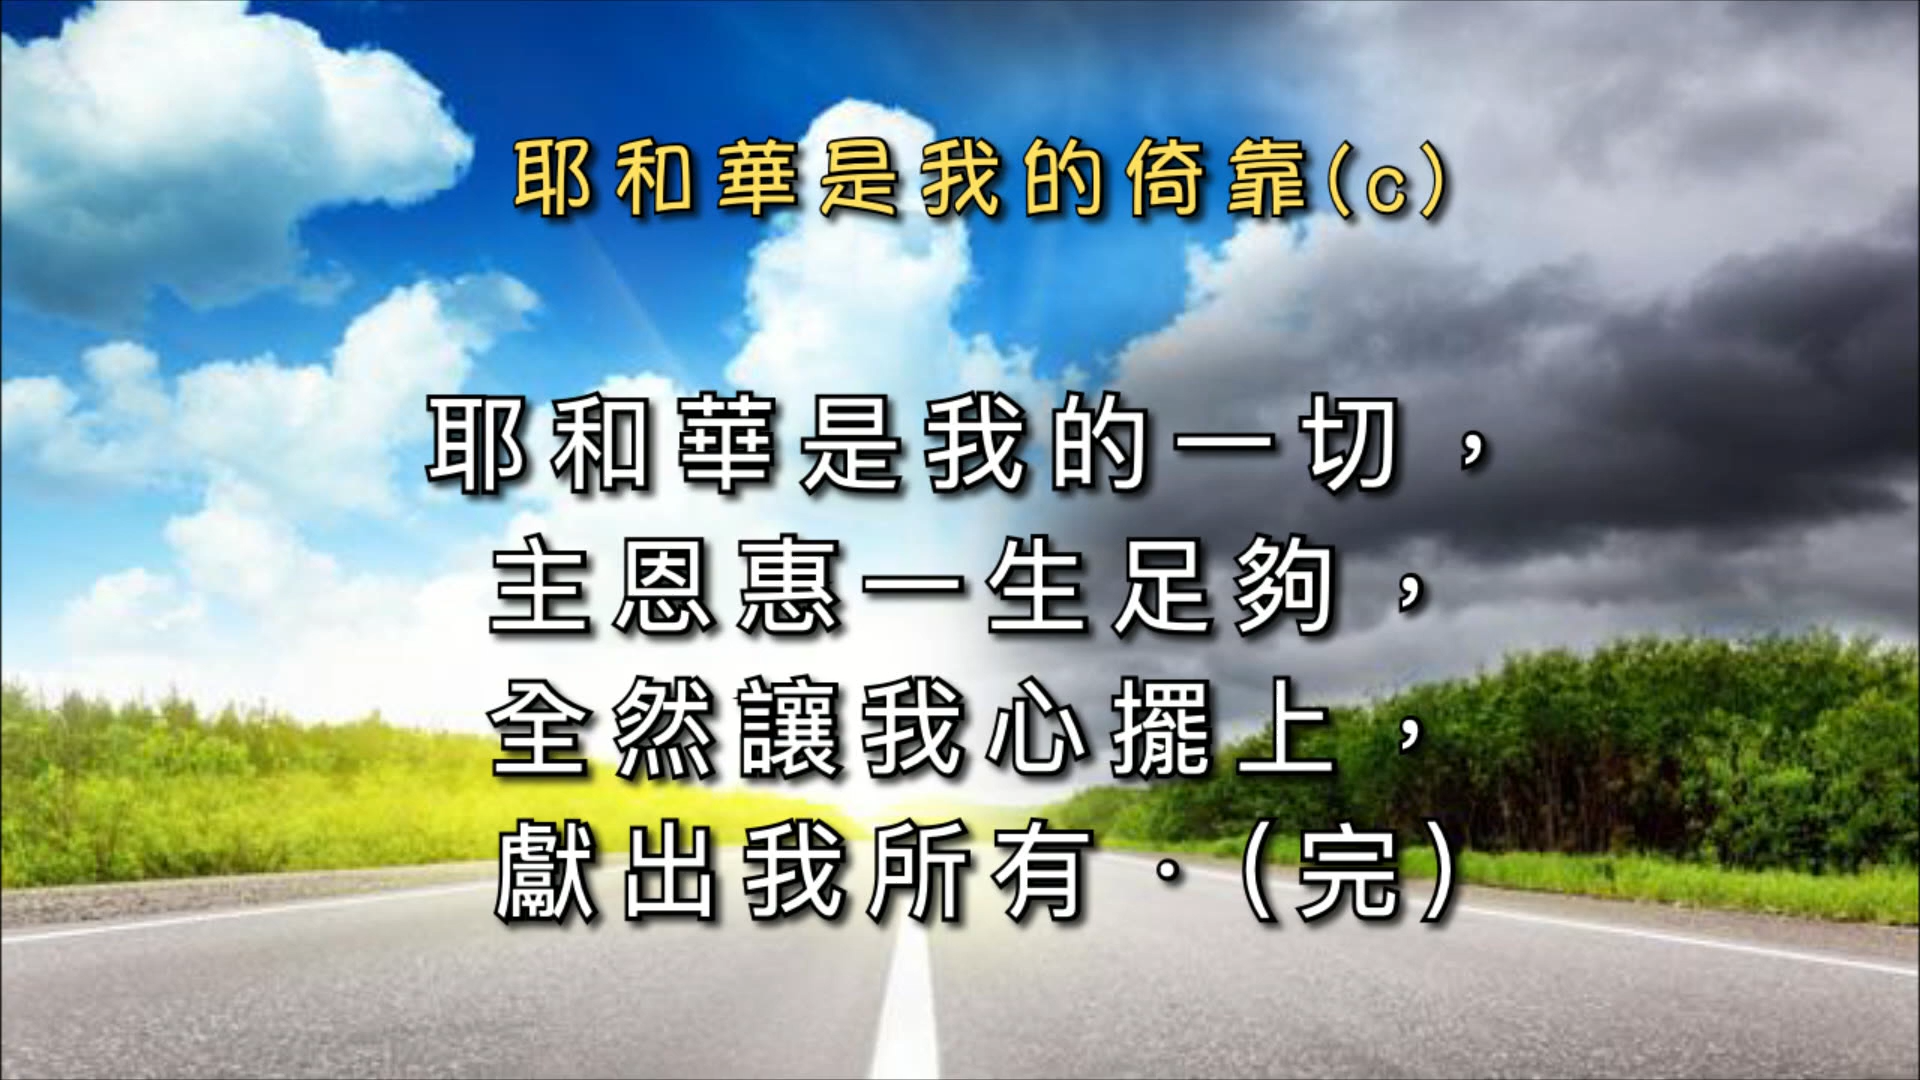 耶和華是我的倚靠(c)
耶和華是我的一切，
主恩惠一生足夠，
全然讓我心擺上，
獻出我所有．(完)